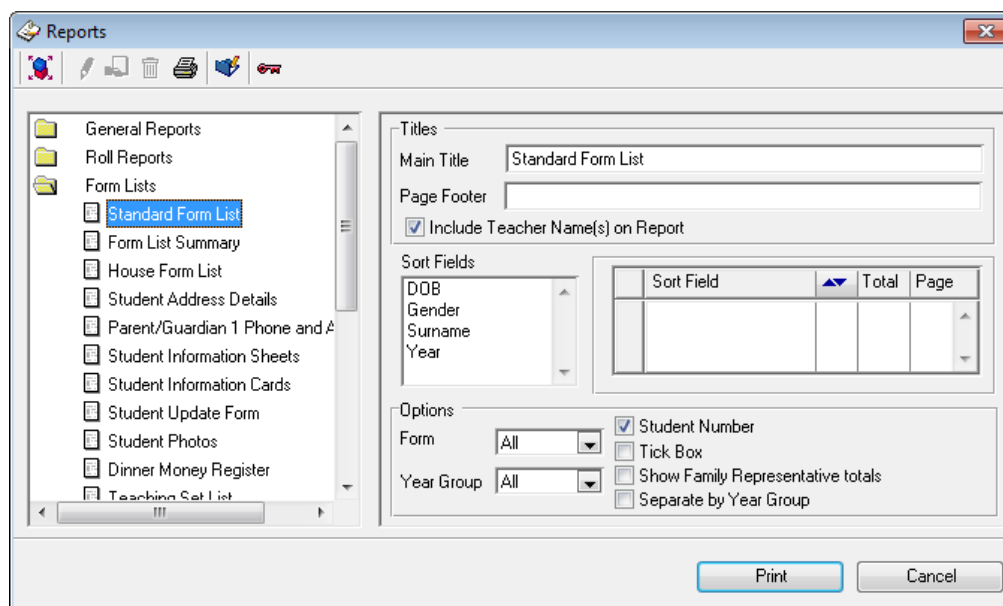 Reports
General Reports
Roll Reports
Form Lists
Standard Form List
Form List Summary
House Form List
Student Address Details
Parent/Guardian 1 Phone and A
Student Information Sheets
Student Information Cards
Student Update Form
Student Photos
Dinner Money Register
Teaching Set List
Titles
Main Title Standard Form List
Page Footer
Include Teacher Name(s) on Report
Sort Fields
DOB
Gender
Surname
Year
Sort Field Total Page
Options
Form All
Year Group All
Student Number
Tick Box
Show Family Representative totals
Separate by Year Group
Print Cancel